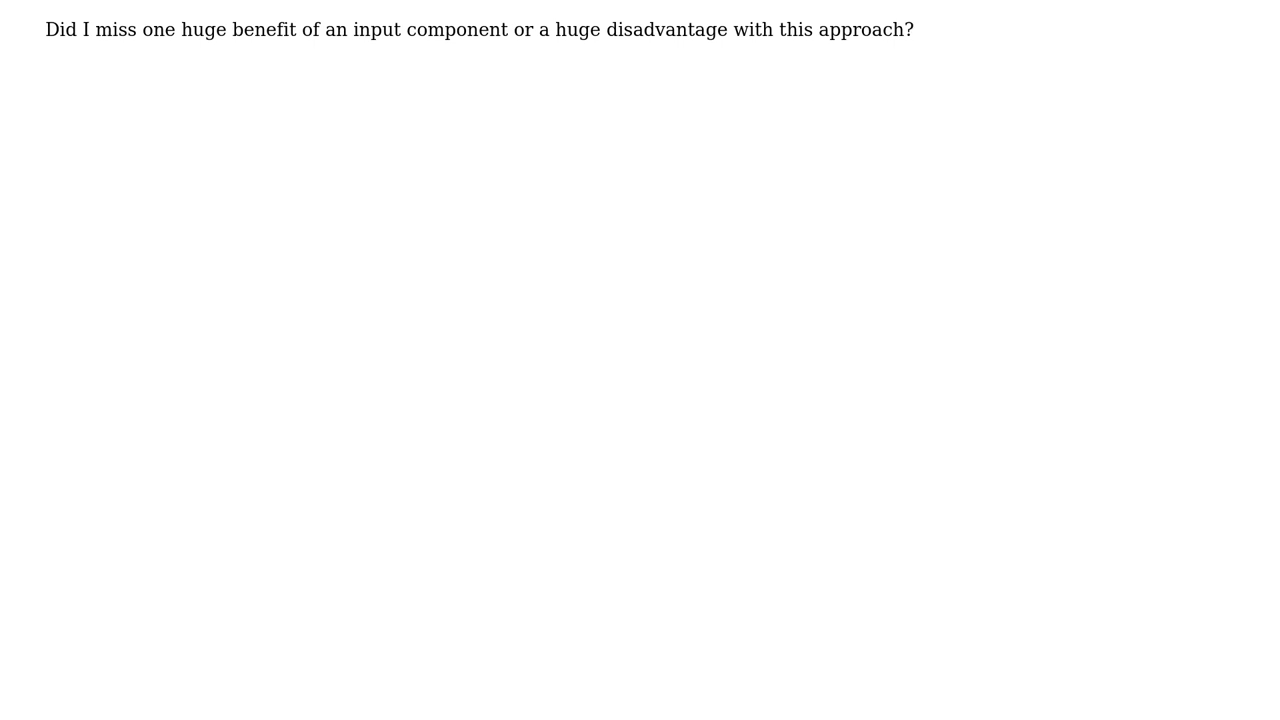 Did I miss one huge benefit of an input component or a huge disadvantage with this approach?